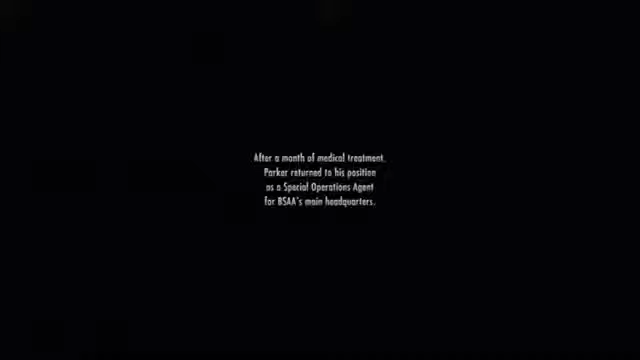 After a month of medical treatment,
Parker returned to his position
as a Special Operations Agent
for BSAA's main headquarters.